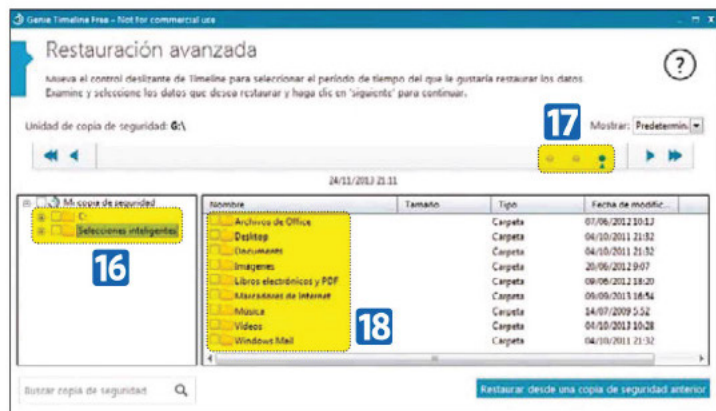 Genie Timeline Free - Not for commercial use
Restauración avanzada
Mueva el control deslizante de Timeline para seleccionar el período de tiempo del que le gustaría restaurar los datos.
Examine y seleccione los datos que desea restaurar y haga clic en 'siguiente' para continuar.
?
Unidad de copia de seguridad: G:\
17
Mostrar: Predetermin
24/11/2013 21:11
Mi copia de seguridad
C:
Selecciones inteligentes
16
Nombre Tamaño Tipo Fecha de modific...
Archivos de Office Carpeta 07/06/2012 10:13
Desktop Carpeta 04/10/2011 21:32
Documents Carpeta 04/10/2011 21:32
Imágenes Carpeta 20/06/2012 9:07
Libros electrónicos y PDF Carpeta 09/06/2012 18:20
Marcadores de Internet Carpeta 09/09/2013 16:54
Música Carpeta 14/07/2009 5:52
Vídeos Carpeta 04/10/2013 10:28
Windows Mail Carpeta 04/10/2011 21:32
18
Buscar copia de seguridad
Restaurar desde una copia de seguridad anterior